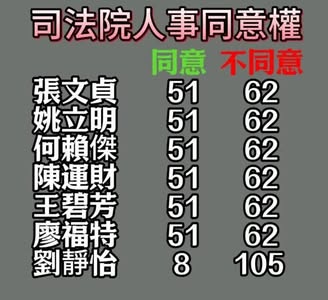 司法院人事同意權
同意 不同意
張文貞 51 62
姚立明 51 62
何賴傑 51 62
陳運財 51 62
王碧芳 51 62
廖福特 51 62
劉靜怡 8 105